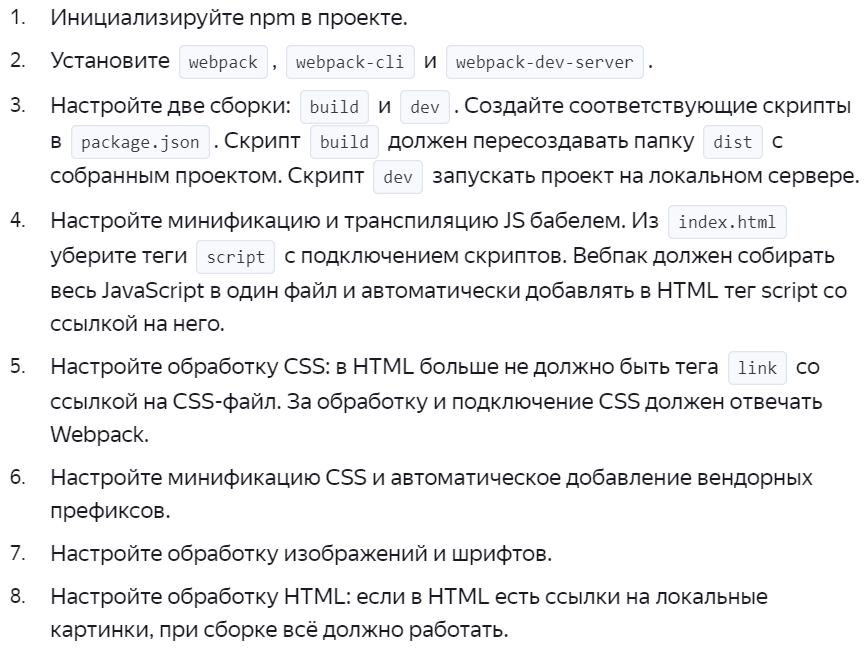 1. Инициализируйте npm в проекте.
2. Установите webpack , webpack-cli и webpack-dev-server .
3. Настройте две сборки: build и dev . Создайте соответствующие скрипты
в package.json . Скрипт build должен пересоздавать папку dist с
собранным проектом. Скрипт dev запускать проект на локальном сервере.
4. Настройте минификацию и транспиляцию JS бабелем. Из index.html
уберите теги script с подключением скриптов. Вебпак должен собирать
весь JavaScript в один файл и автоматически добавлять в HTML тег script со
ссылкой на него.
5. Настройте обработку CSS: в HTML больше не должно быть тега link со
ссылкой на CSS-файл. За обработку и подключение CSS должен отвечать
Webpack.
6. Настройте минификацию CSS и автоматическое добавление вендорных
префиксов.
7. Настройте обработку изображений и шрифтов.
8. Настройте обработку HTML: если в HTML есть ссылки на локальные
картинки, при сборке всё должно работать.